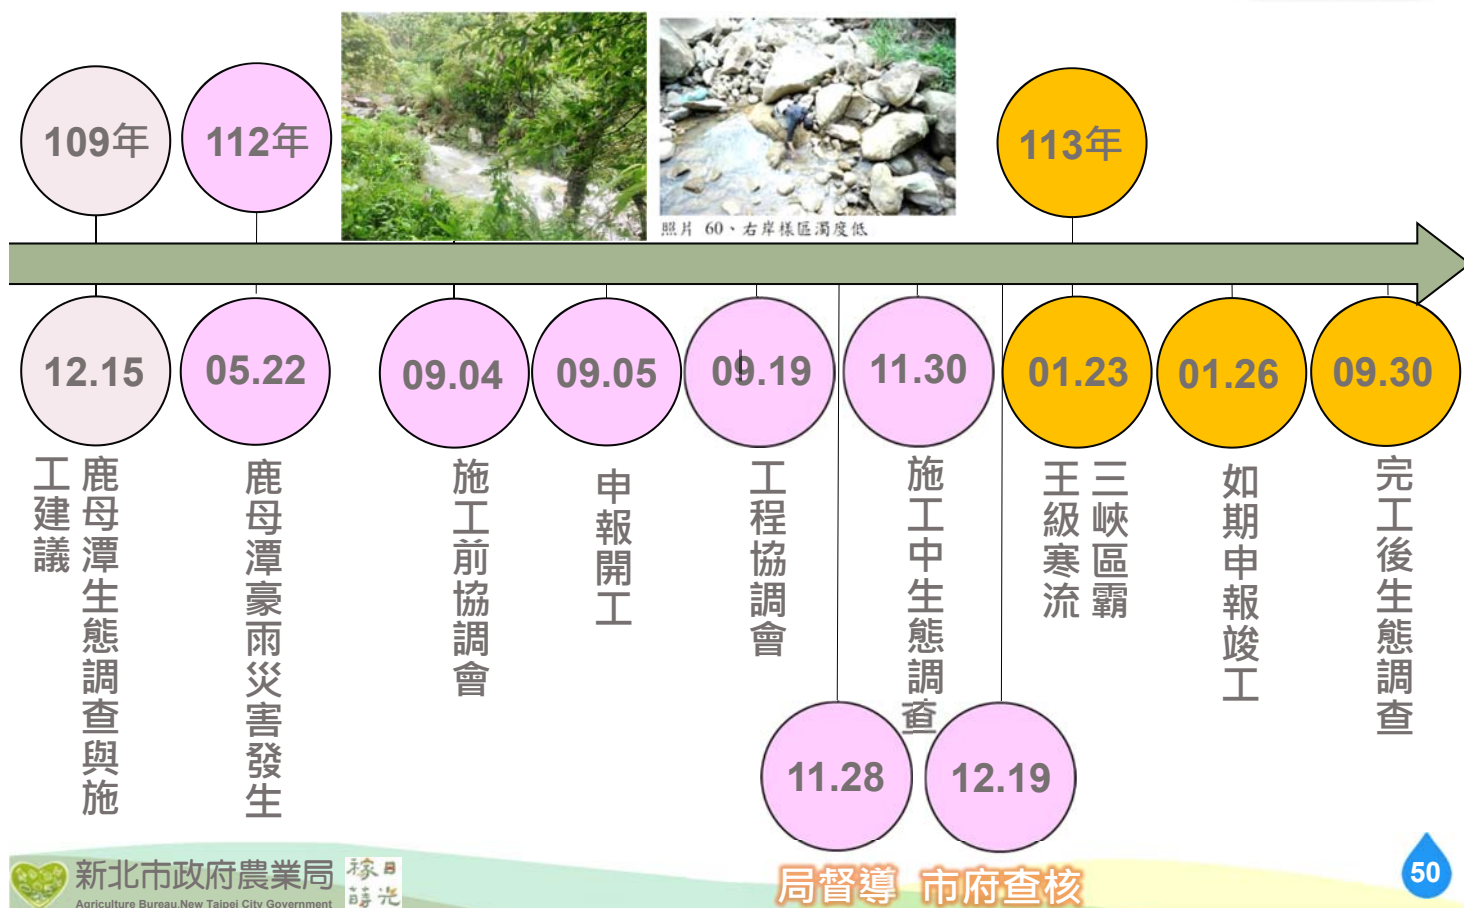 109年
112年
113年
照片 60、右岸樣區濁度低
12.15
05.22
09.04
09.05
09.19
11.30
01.23
01.26
09.30
鹿母潭生態調查與施
工建議
鹿母潭豪雨災害發生
施工前協調會
申報開工
工程協調會
施工中生態調查
三峽區霸
王級寒流
如期申報竣工
完工後生態調查
11.28
12.19
局督導
市府查核
新北市政府農業局
Agriculture Bureau,New Taipei City Government
稼日
蒔光
50